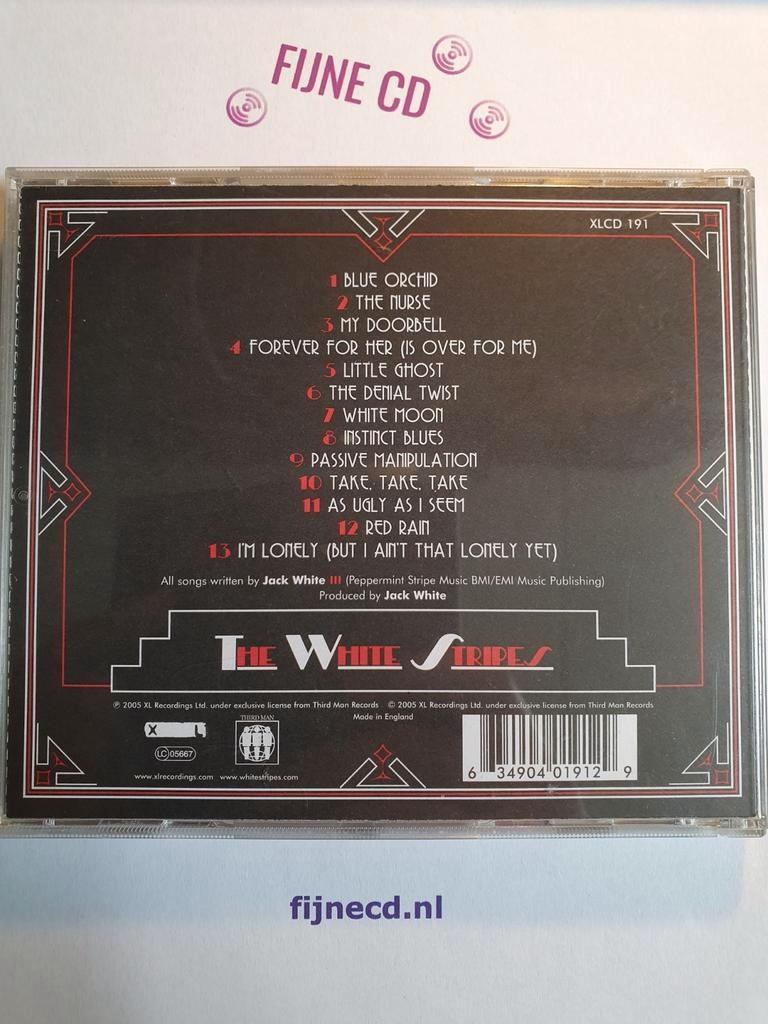 FIJNE CD
XLCD 191
1 BLUE ORCHID
2 THE NURSE
3 MY DOORBELL
4 FOREVER FOR HER (IS OVER FOR ME)
5 LITTLE GHOST
6 THE DENIAL TWIST
7 WHITE MOON
8 INSTINCT BLUES
9 PASSIVE MANIPULATION
10 TAKE, TAKE, TAKE
11 AS UGLY AS I SEEM
12 RED RAIN
13 I'M LONELY (BUT I AIN'T THAT LONELY YET)
All songs written by Jack White III (Peppermint Stripe Music BMI/EMI Music Publishing)
Produced by Jack White
THE WHITE STRIPES
℗ 2005 XL Recordings Ltd. under exclusive license from Third Man Records © 2005 XL Recordings Ltd. under exclusive license from Third Man Records
Made in England
X L
THIRD MAN
LC 05667
www.xlrecordings.com www.whitestripes.com
6 34904 01912 9
fijnecd.nl